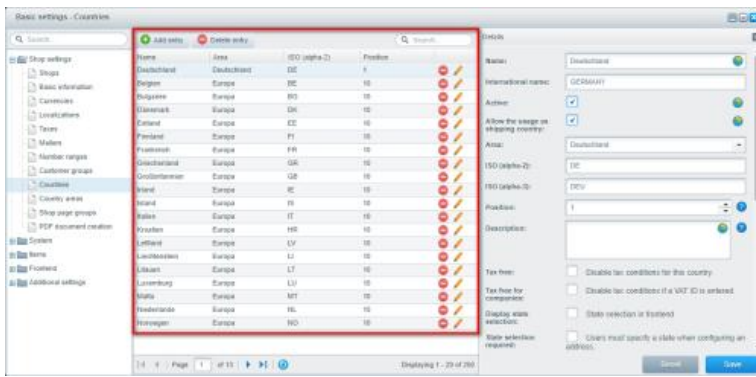 Basic settings - Countries
Search...
Shop settings
Shops
Basic information
Currencies
Localizations
Taxes
Mailers
Number ranges
Customer groups
Countries
Country areas
Shop page groups
PDF document creation
System
Items
Frontend
Additional settings
Add entry Delete entry Search...
Name Area ISO (alpha-2) Position
Deutschland Deutschland DE 1
Belgien Europa BE 10
Bulgarien Europa BG 10
Dänemark Europa DK 10
Estland Europa EE 10
Finnland Europa FI 10
Frankreich Europa FR 10
Griechenland Europa GR 10
Großbritannien Europa GB 10
Irland Europa IE 10
Island Europa IS 10
Italien Europa IT 10
Kroatien Europa HR 10
Lettland Europa LV 10
Liechtenstein Europa LI 10
Litauen Europa LT 10
Luxemburg Europa LU 10
Malta Europa MT 10
Niederlande Europa NL 10
Norwegen Europa NO 10
Page 1 of 13
Details
Name: Deutschland
International name: GERMANY
Active:
Allow the usage as
shipping country:
Area: Deutschland
ISO (alpha-2): DE
ISO (alpha-3): DEU
Position: 1
Description:
Tax free: Disable tax conditions for this country.
Tax free for
companies: Disable tax conditions if a VAT ID is entered.
Display state
selection: State selection in frontend
State selection
required: Users must specify a state when configuring an
address.
Save